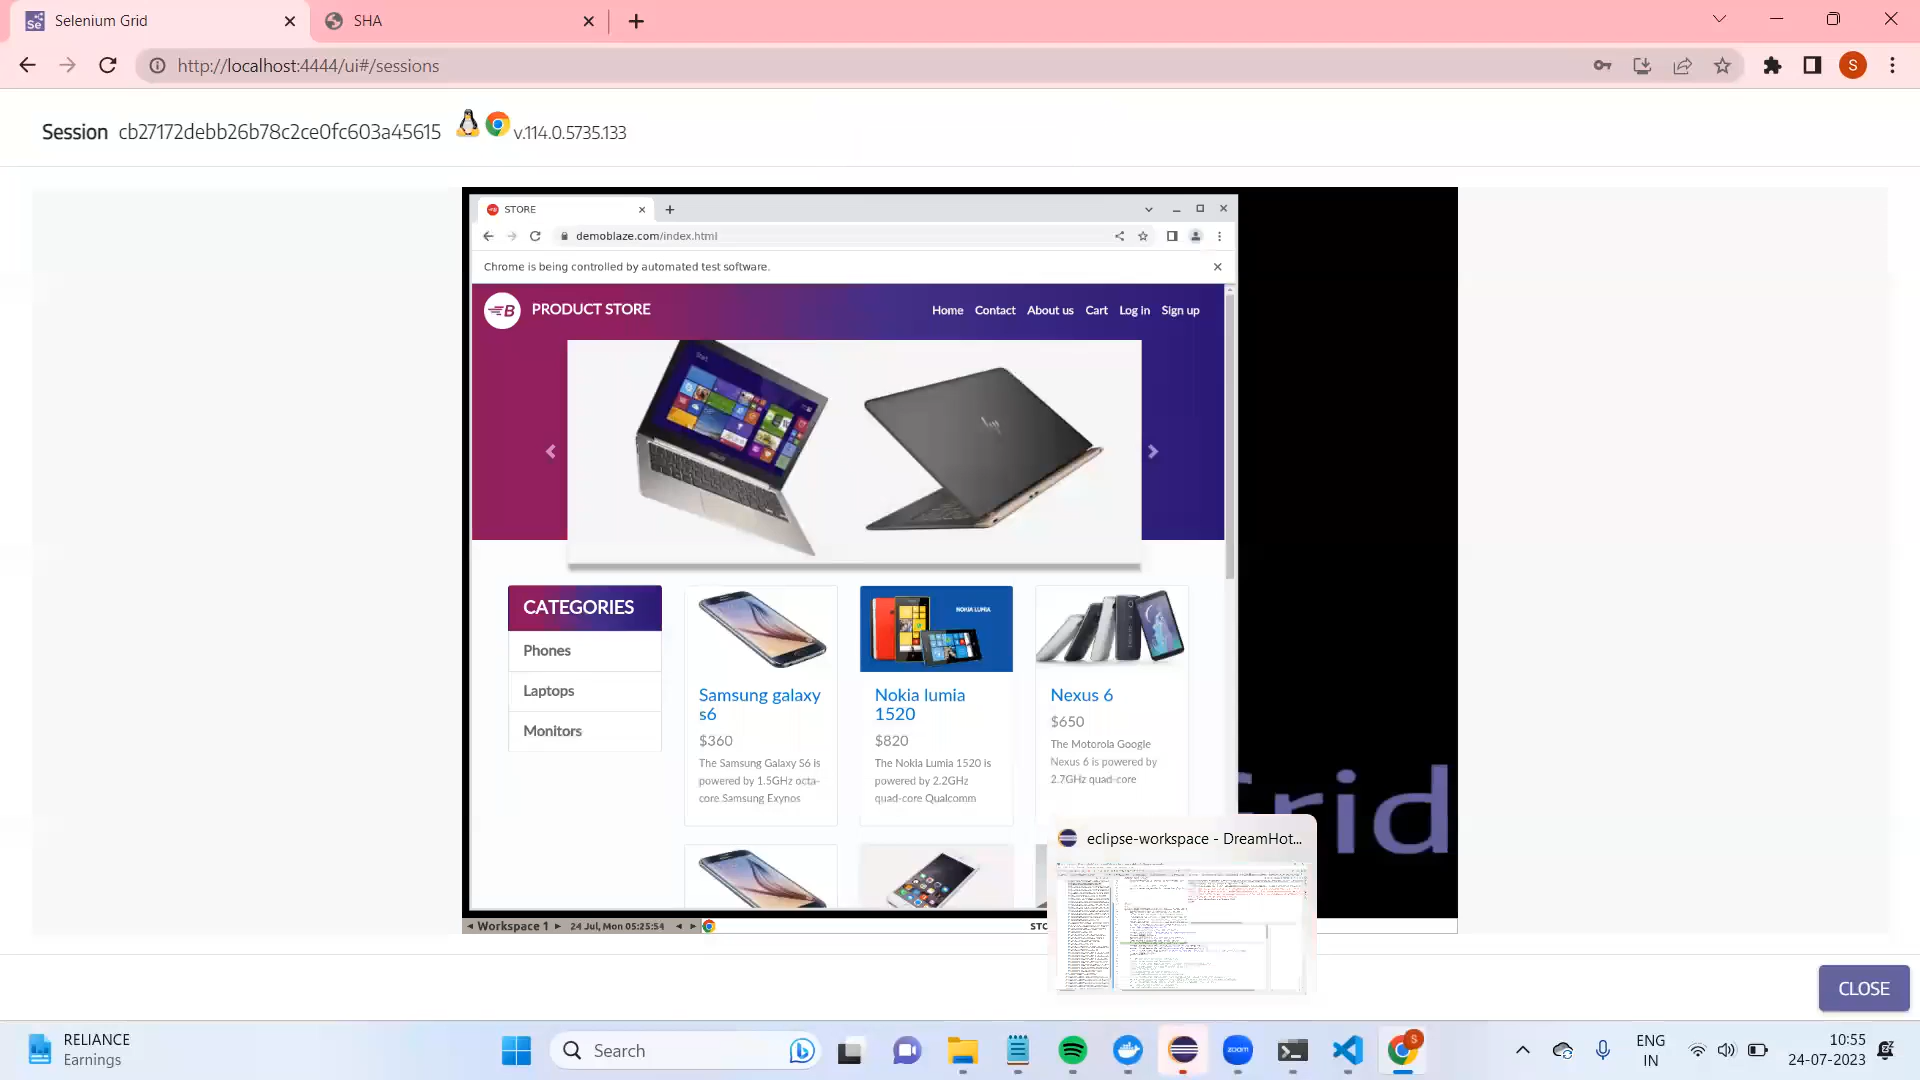 Selenium Grid
SHA
http://localhost:4444/ui#/sessions
S
Session cb27172debb26b78c2ce0fc603a45615 v.114.0.5735.133
STORE
demoblaze.com/index.html
Chrome is being controlled by automated test software.
PRODUCT STORE
Home Contact About us Cart Log in Sign up
CATEGORIES
Phones
Laptops
Monitors
Samsung galaxy
s6
$360
The Samsung Galaxy S6 is
powered by 1.5GHz octa-
core Samsung Exynos
NOKIA LUMIA
Nokia lumia
1520
$820
The Nokia Lumia 1520 is
powered by 2.2GHz
quad-core Qualcomm
Nexus 6
$650
The Motorola Google
Nexus 6 is powered by
2.7GHz quad-core
Grid
eclipse-workspace - DreamHot...
Workspace 1 24 Jul, Mon 05:25:54
STO
CLOSE
RELIANCE
Earnings
Search
zoom
S
ENG
IN
10:55
24-07-2023